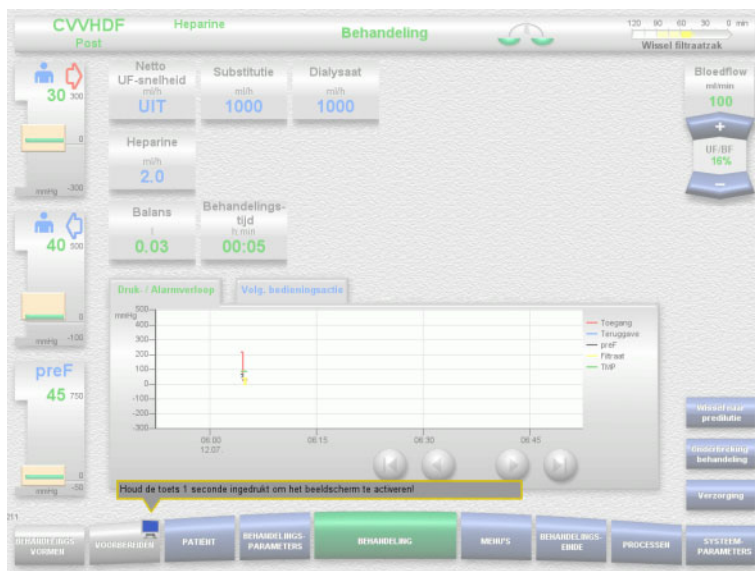 CVVHDF
Heparine
Post
Behandeling
120 90 60 30 0 min
Wissel filtraatzak
30 300
0
mmHg -300
Netto
UF-snelheid
ml/h
UIT
Substitutie
ml/h
1000
Dialysaat
ml/h
1000
Bloedflow
ml/min
100
+
UF/BF
16%
−
Heparine
ml/h
2.0
Balans
l
0.03
Behandelings-
tijd
h:min
00:05
40 500
0
mmHg -100
preF
45 750
0
mmHg -50
Druk- / Alarmverloop
Volg. bedieningsactie
mmHg
500
400
300
200
100
0
-100
-200
-300
06:00 06:15 06:30 06:45
12.07.
Toegang
Teruggave
preF
Filtraat
TMP
Wissel naar
predilutie
Onderbreking
behandeling
Verzorging
Houd de toets 1 seconde ingedrukt om het beeldscherm te activeren!
211
BEHANDELINGS-
VORMEN
VOORBEREIDEN
PATIËNT
BEHANDELINGS-
PARAMETERS
BEHANDELING
MENU'S
BEHANDELINGS-
EINDE
PROCESSEN
SYSTEEM-
PARAMETERS